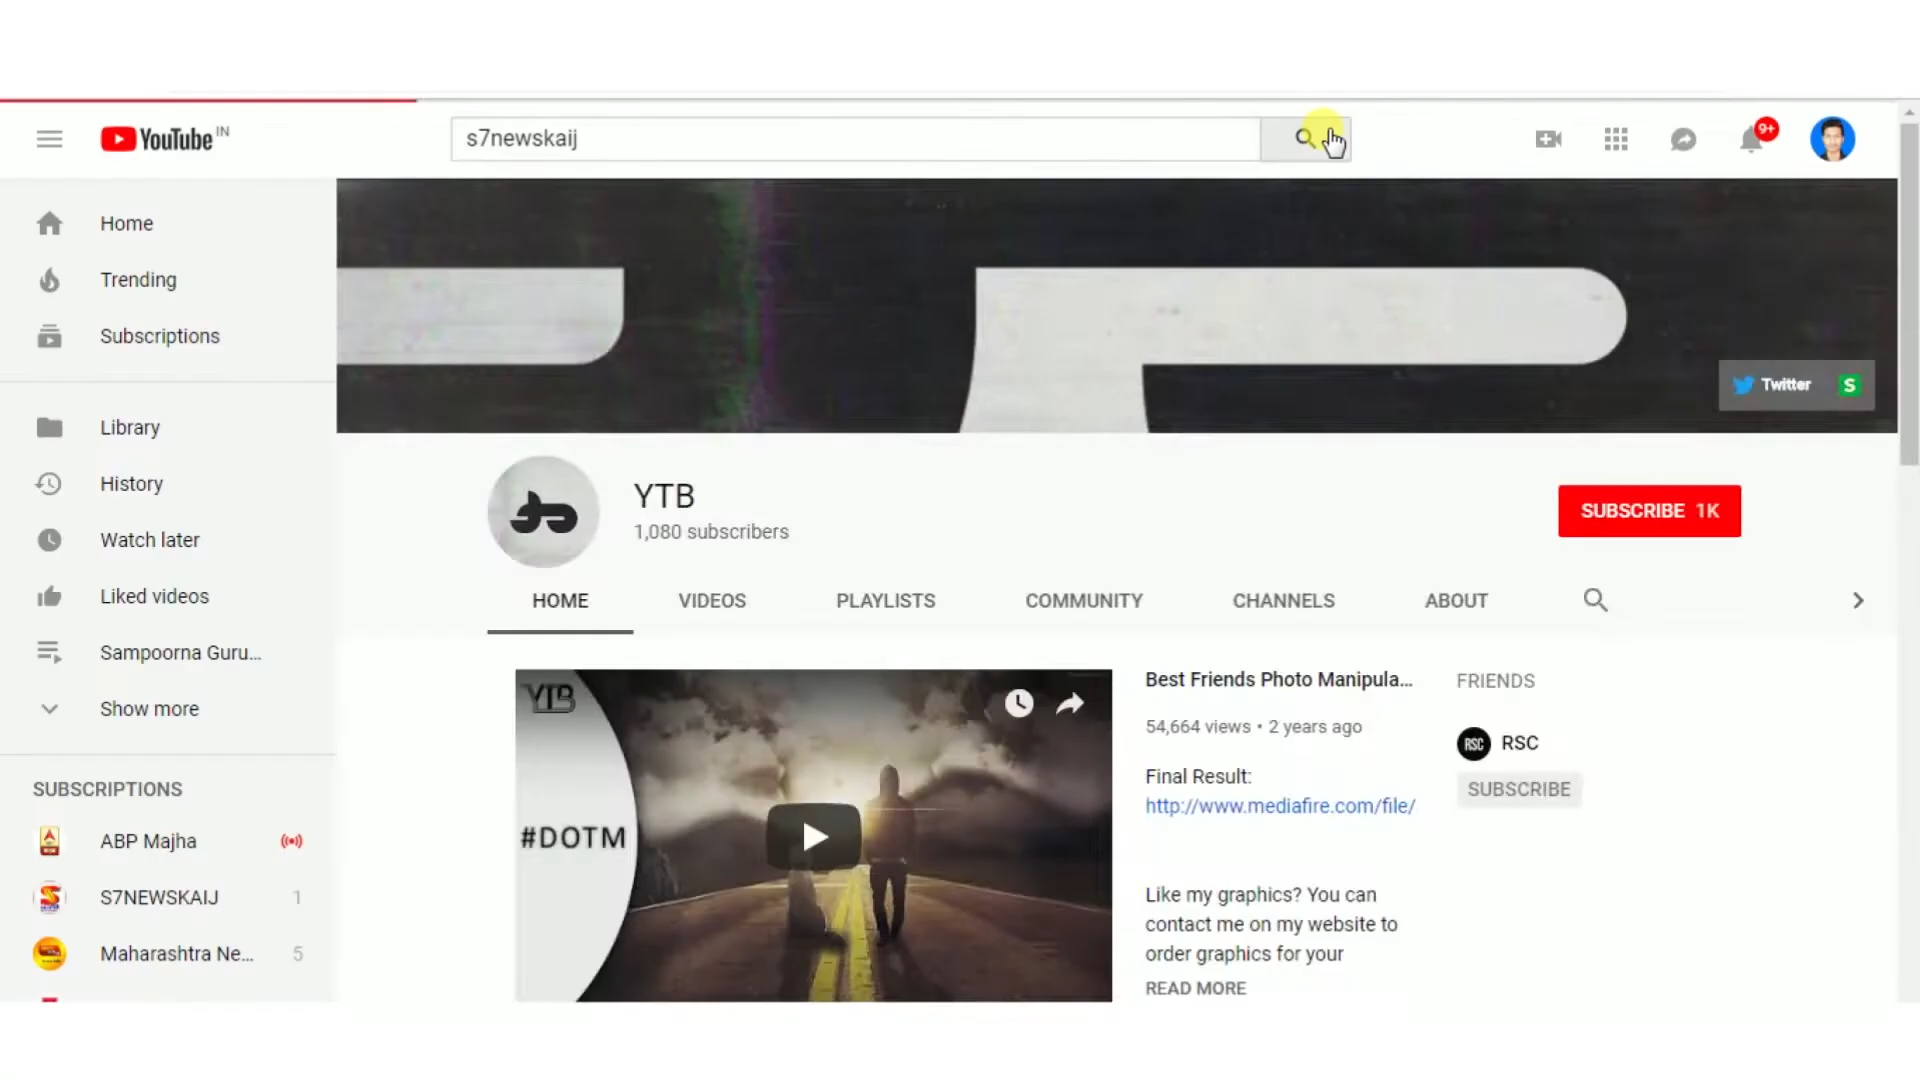 YouTube IN
s7newskaij
9+
Home
Trending
Subscriptions
Library
History
Watch later
Liked videos
Sampoorna Guru...
Show more
SUBSCRIPTIONS
ABP Majha
S7NEWSKAIJ 1
Maharashtra Ne... 5
Twitter S
YTB
1,080 subscribers
SUBSCRIBE 1K
HOME VIDEOS PLAYLISTS COMMUNITY CHANNELS ABOUT
YTB
#DOTM
Best Friends Photo Manipula...
54,664 views • 2 years ago
Final Result:
http://www.mediafire.com/file/
Like my graphics? You can
contact me on my website to
order graphics for your
READ MORE
FRIENDS
RSC RSC
SUBSCRIBE